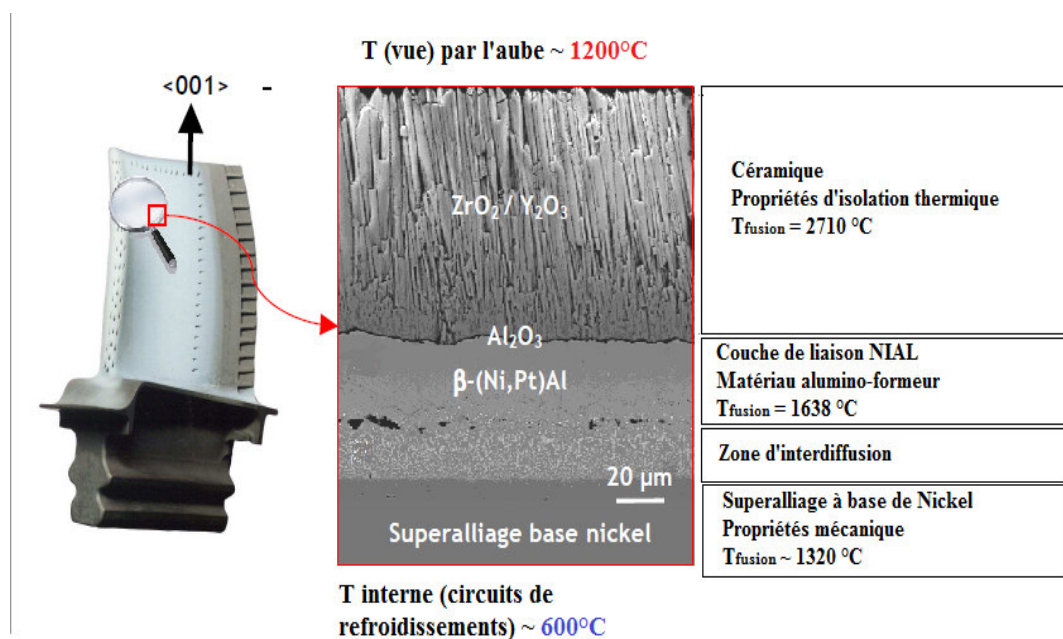 T (vue) par l'aube ~ 1200°C
<001> -
ZrO₂ / Y₂O₃
Al₂O₃
β-(Ni,Pt)Al
20 µm
Superalliage base nickel
T interne (circuits de
refroidissements) ~ 600°C
Céramique
Propriétés d'isolation thermique
Tfusion = 2710 °C
Couche de liaison NIAL
Matériau alumino-formeur
Tfusion = 1638 °C
Zone d'interdiffusion
Superalliage à base de Nickel
Propriétés mécanique
Tfusion ~ 1320 °C